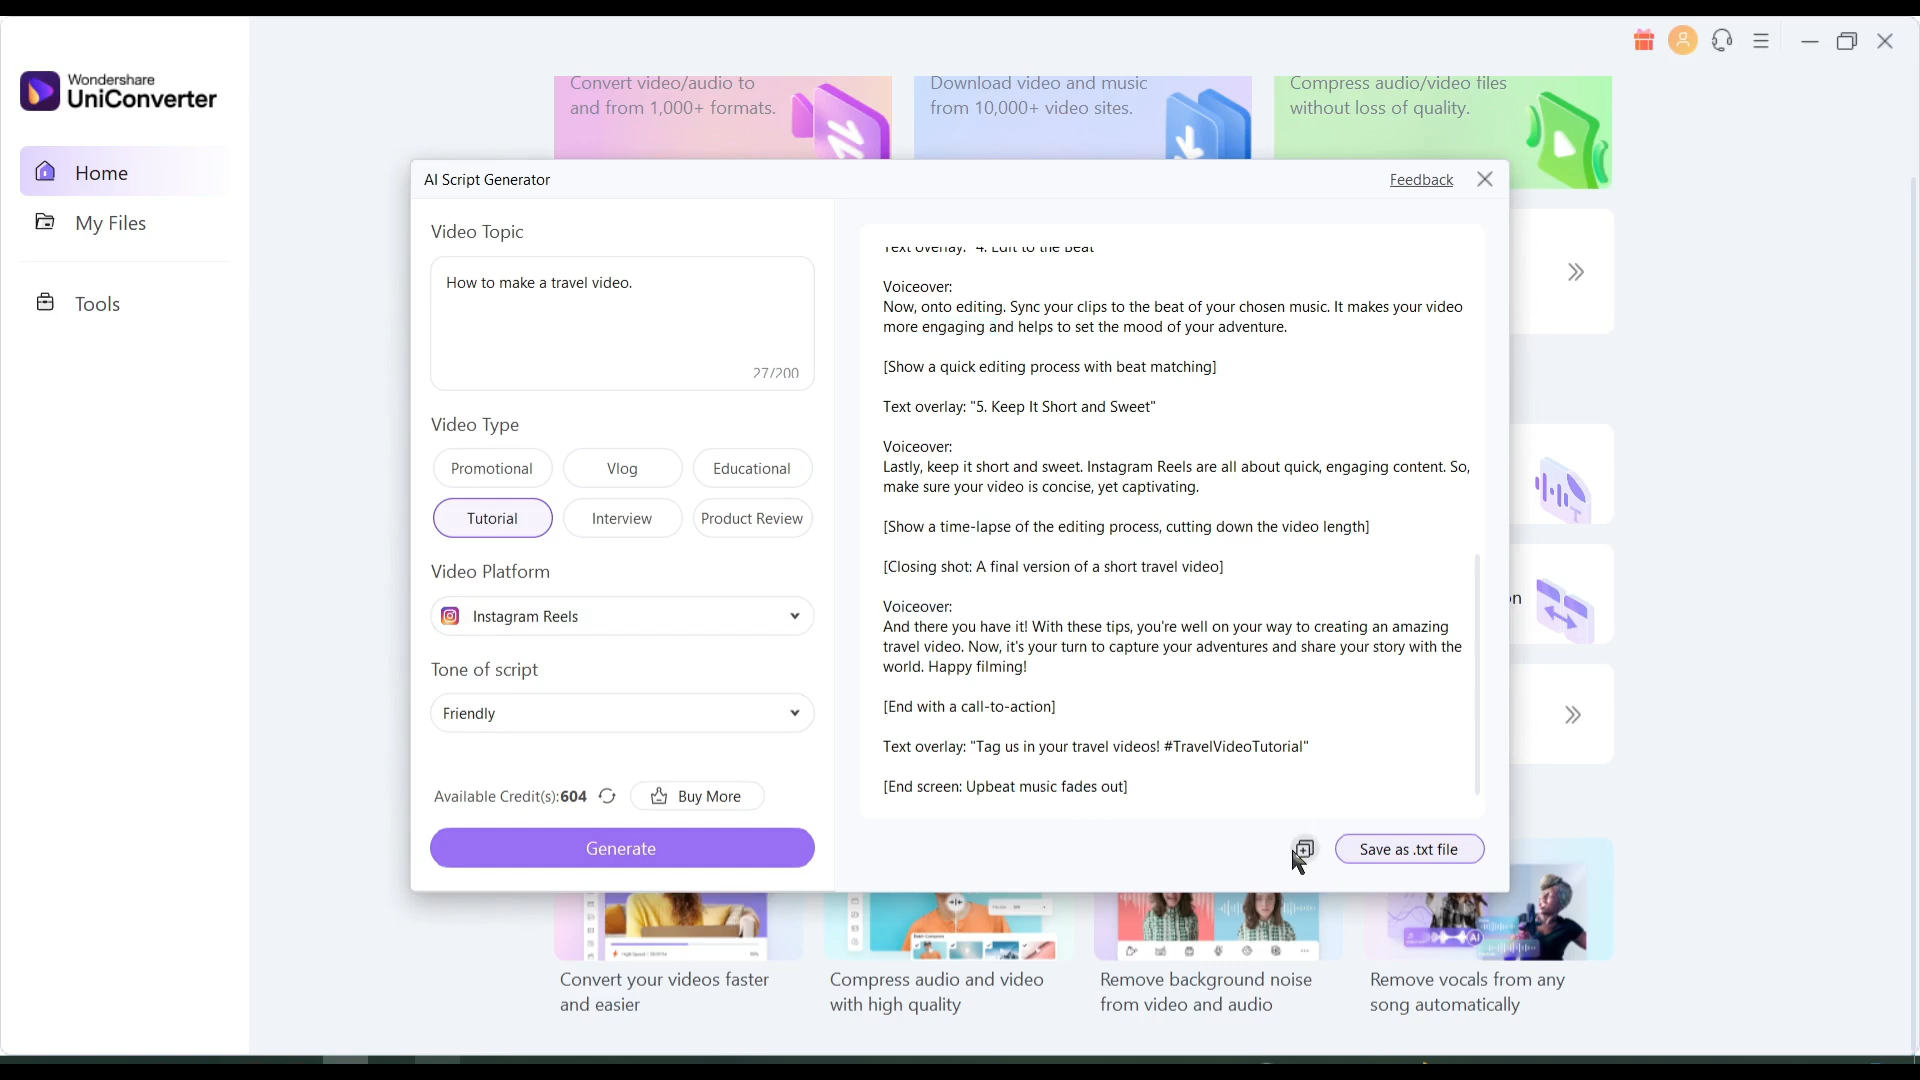 Wondershare
UniConverter
Home
My Files
Tools
Convert video/audio to
and from 1,000+ formats.
Download video and music
from 10,000+ video sites.
Compress audio/video files
without loss of quality.
AI Script Generator
Feedback
Video Topic
How to make a travel video.
27/200
Video Type
Promotional
Vlog
Educational
Tutorial
Interview
Product Review
Video Platform
Instagram Reels
Tone of script
Friendly
Available Credit(s):604
Buy More
Generate
Text overlay: "4. Edit to the Beat"
Voiceover:
Now, onto editing. Sync your clips to the beat of your chosen music. It makes your video
more engaging and helps to set the mood of your adventure.
[Show a quick editing process with beat matching]
Text overlay: "5. Keep It Short and Sweet"
Voiceover:
Lastly, keep it short and sweet. Instagram Reels are all about quick, engaging content. So,
make sure your video is concise, yet captivating.
[Show a time-lapse of the editing process, cutting down the video length]
[Closing shot: A final version of a short travel video]
Voiceover:
And there you have it! With these tips, you're well on your way to creating an amazing
travel video. Now, it's your turn to capture your adventures and share your story with the
world. Happy filming!
[End with a call-to-action]
Text overlay: "Tag us in your travel videos! #TravelVideoTutorial"
[End screen: Upbeat music fades out]
Save as .txt file
Convert your videos faster
and easier
Compress audio and video
with high quality
Remove background noise
from video and audio
Remove vocals from any
song automatically